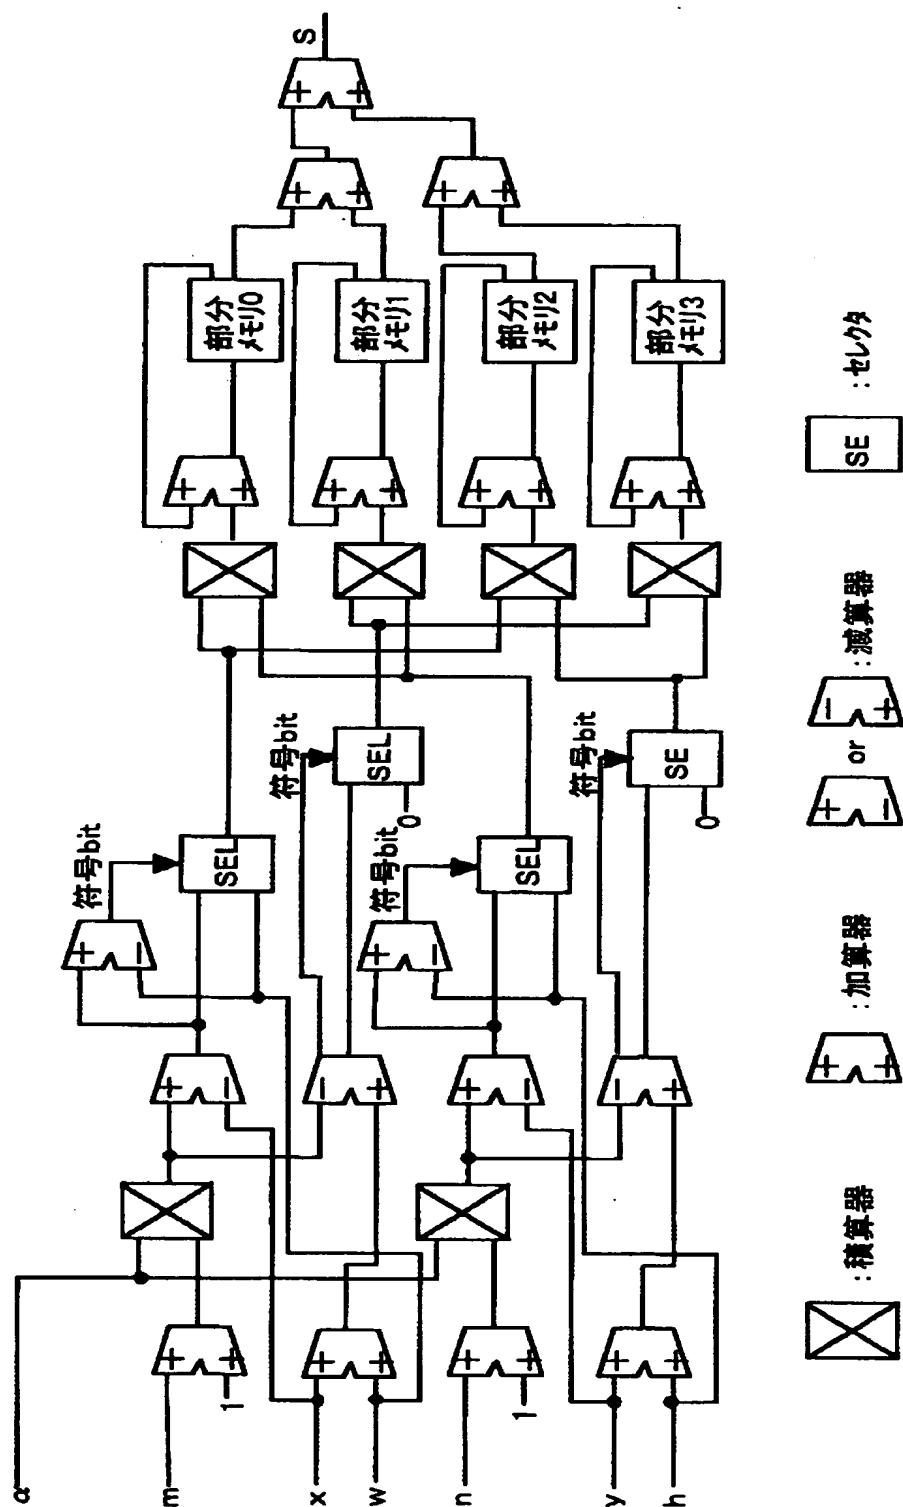 α
m
1
x
w
n
1
y
h
+
+
+
+
+
+
+
+
+
−
−
+
+
−
−
+
+
−
+
−
符号bit
符号bit
符号bit
符号bit
SEL
SEL
SEL
SE
0
0
+
+
+
+
+
+
+
+
部分
メモリ0
部分
メモリ1
部分
メモリ2
部分
メモリ3
+
+
+
+
+
+
S
:積算器
+
+
:加算器
+
−
or
−
+
:減算器
SE
:セレクタ